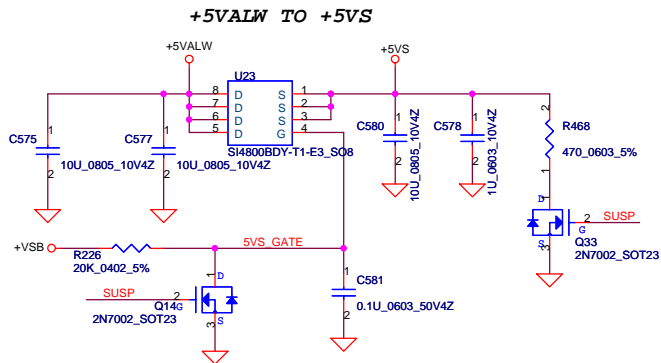 +5VALW TO +5VS
+5VALW
+5VS
U23
8 D S 1
7 D S 2
6 D S 3
5 D G 4
SI4800BDY-T1-E3_SO8
C575
1
10U_0805_10V4Z
2
C577
1
10U_0805_10V4Z
2
C580
1
10U_0805_10V4Z
2
C578
1
1U_0603_10V4Z
2
2
R468
470_0603_5%
1
1 D
SUSP
2 G
3 S
Q33
2N7002_SOT23
+VSB
R226
20K_0402_5%
5VS_GATE
SUSP
1 D
2 G
3 S
Q14
2N7002_SOT23
1
C581
0.1U_0603_50V4Z
2